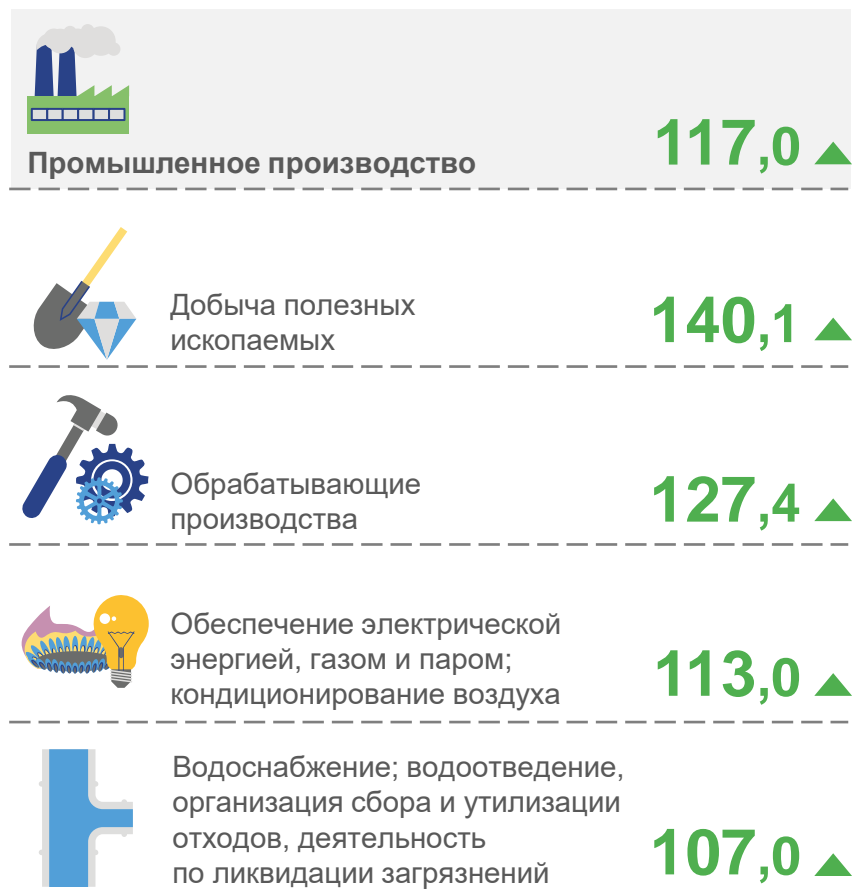 Промышленное производство
117,0
Добыча полезных
ископаемых
140,1
Обрабатывающие
производства
127,4
Обеспечение электрической
энергией, газом и паром;
кондиционирование воздуха
113,0
Водоснабжение; водоотведение,
организация сбора и утилизации
отходов, деятельность
по ликвидации загрязнений
107,0